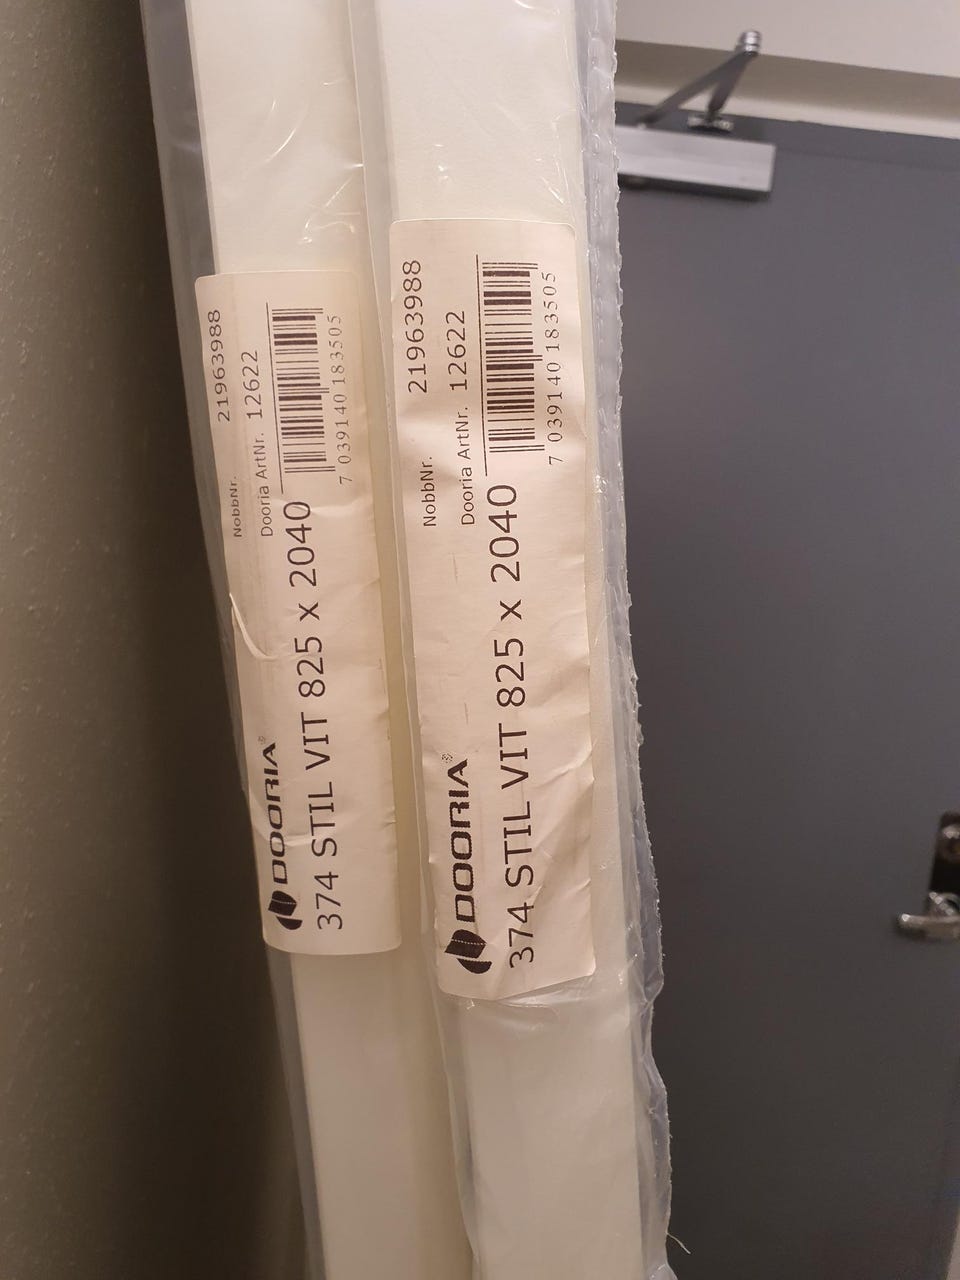 NobbNr. 21963988
Dooria ArtNr. 12622
7 039140 183505
DOORIA®
374 STIL VIT 825 x 2040
NobbNr. 21963988
Dooria ArtNr. 12622
7 039140 183505
DOORIA®
374 STIL VIT 825 x 2040